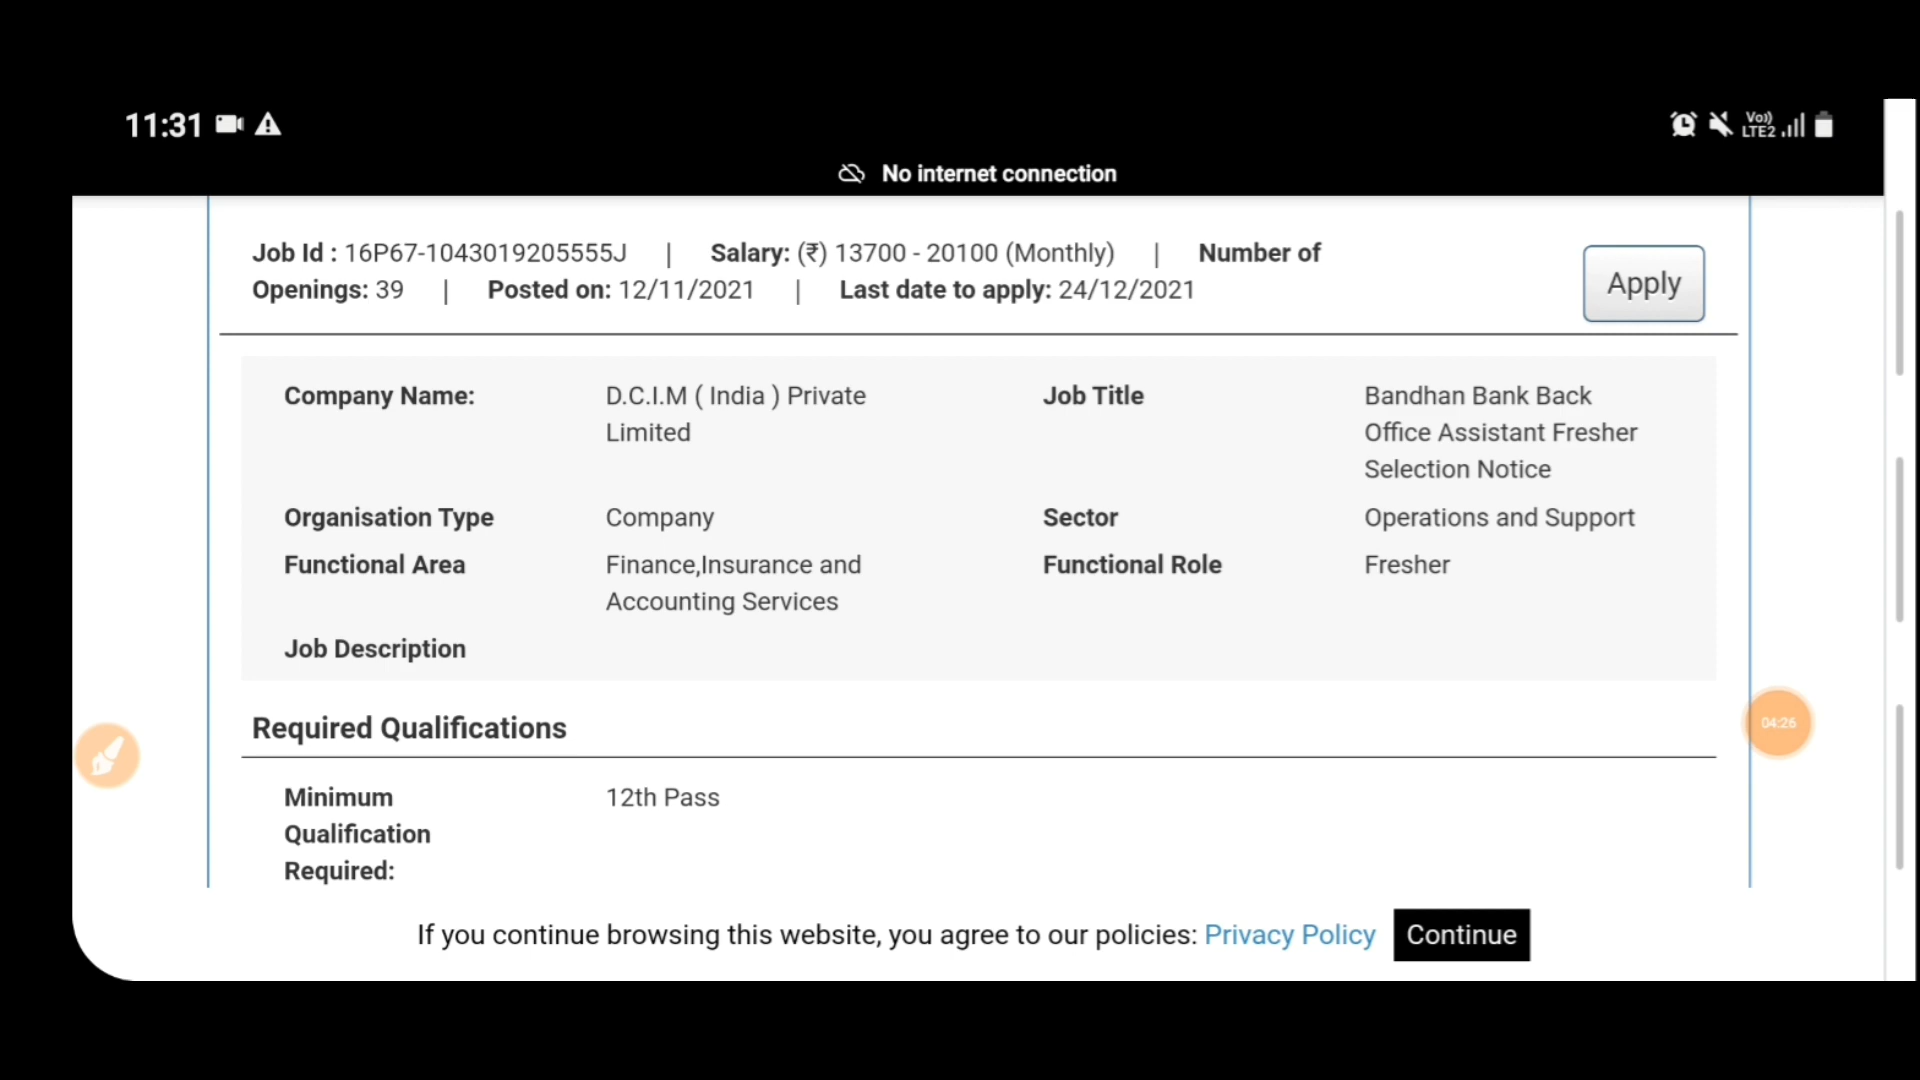 11:31
Vo)) LTE2
No internet connection
Job Id : 16P67-1043019205555J | Salary: (₹) 13700 - 20100 (Monthly) | Number of
Openings: 39 | Posted on: 12/11/2021 | Last date to apply: 24/12/2021
Apply
Company Name: D.C.I.M ( India ) Private Limited
Job Title Bandhan Bank Back Office Assistant Fresher Selection Notice
Organisation Type Company
Sector Operations and Support
Functional Area Finance,Insurance and Accounting Services
Functional Role Fresher
Job Description
Required Qualifications
04:26
Minimum Qualification Required: 12th Pass
If you continue browsing this website, you agree to our policies: Privacy Policy Continue